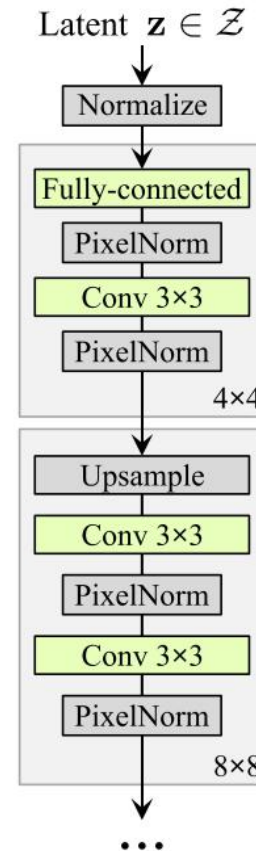 Latent z ∈ 𝒵
Normalize
Fully-connected
PixelNorm
Conv 3×3
PixelNorm
4×4
Upsample
Conv 3×3
PixelNorm
Conv 3×3
PixelNorm
8×8
...